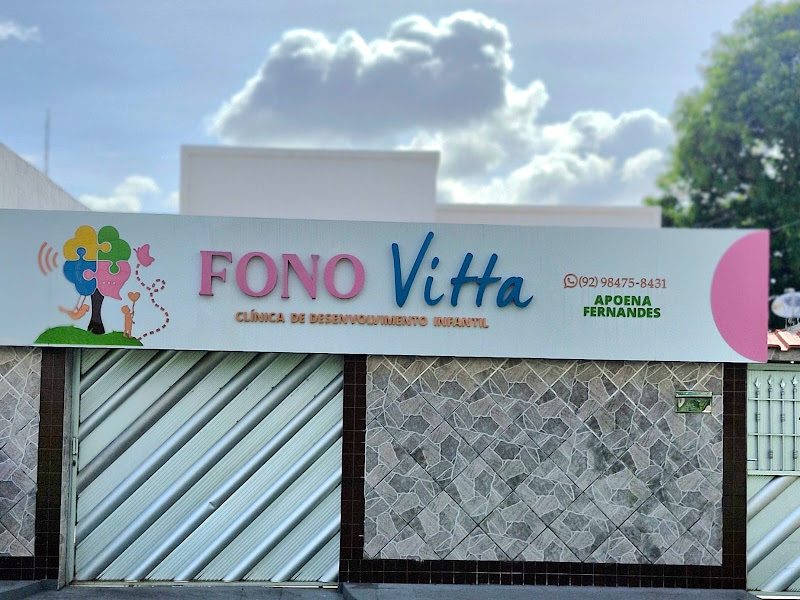 FONO Vitta
CLÍNICA DE DESENVOLVIMENTO INFANTIL
(92) 98475-8431
APOENA
FERNANDES